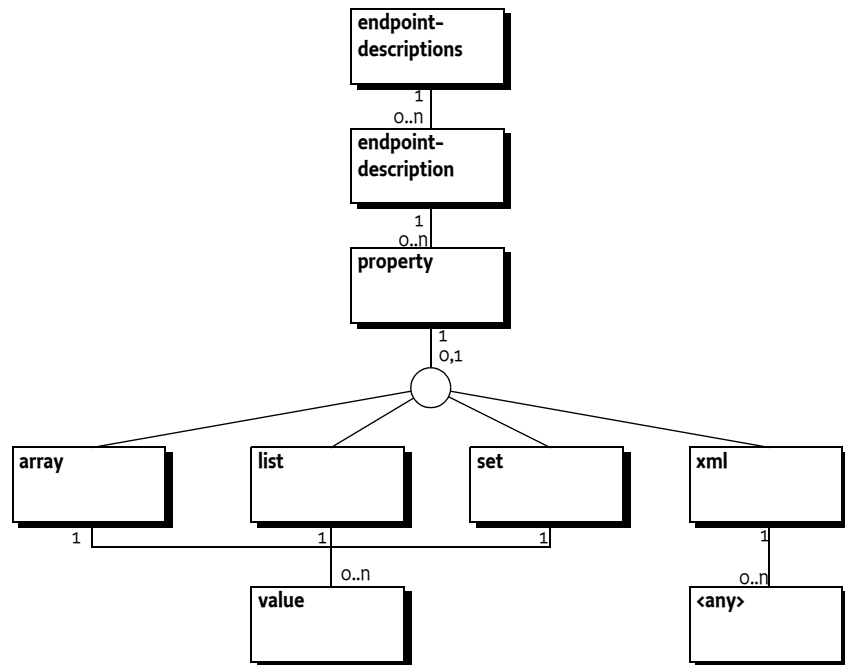 endpoint-
descriptions
1
0..n
endpoint-
description
1
0..n
property
1
0,1
array
list
set
xml
1
1
1
1
0..n
0..n
value
<any>